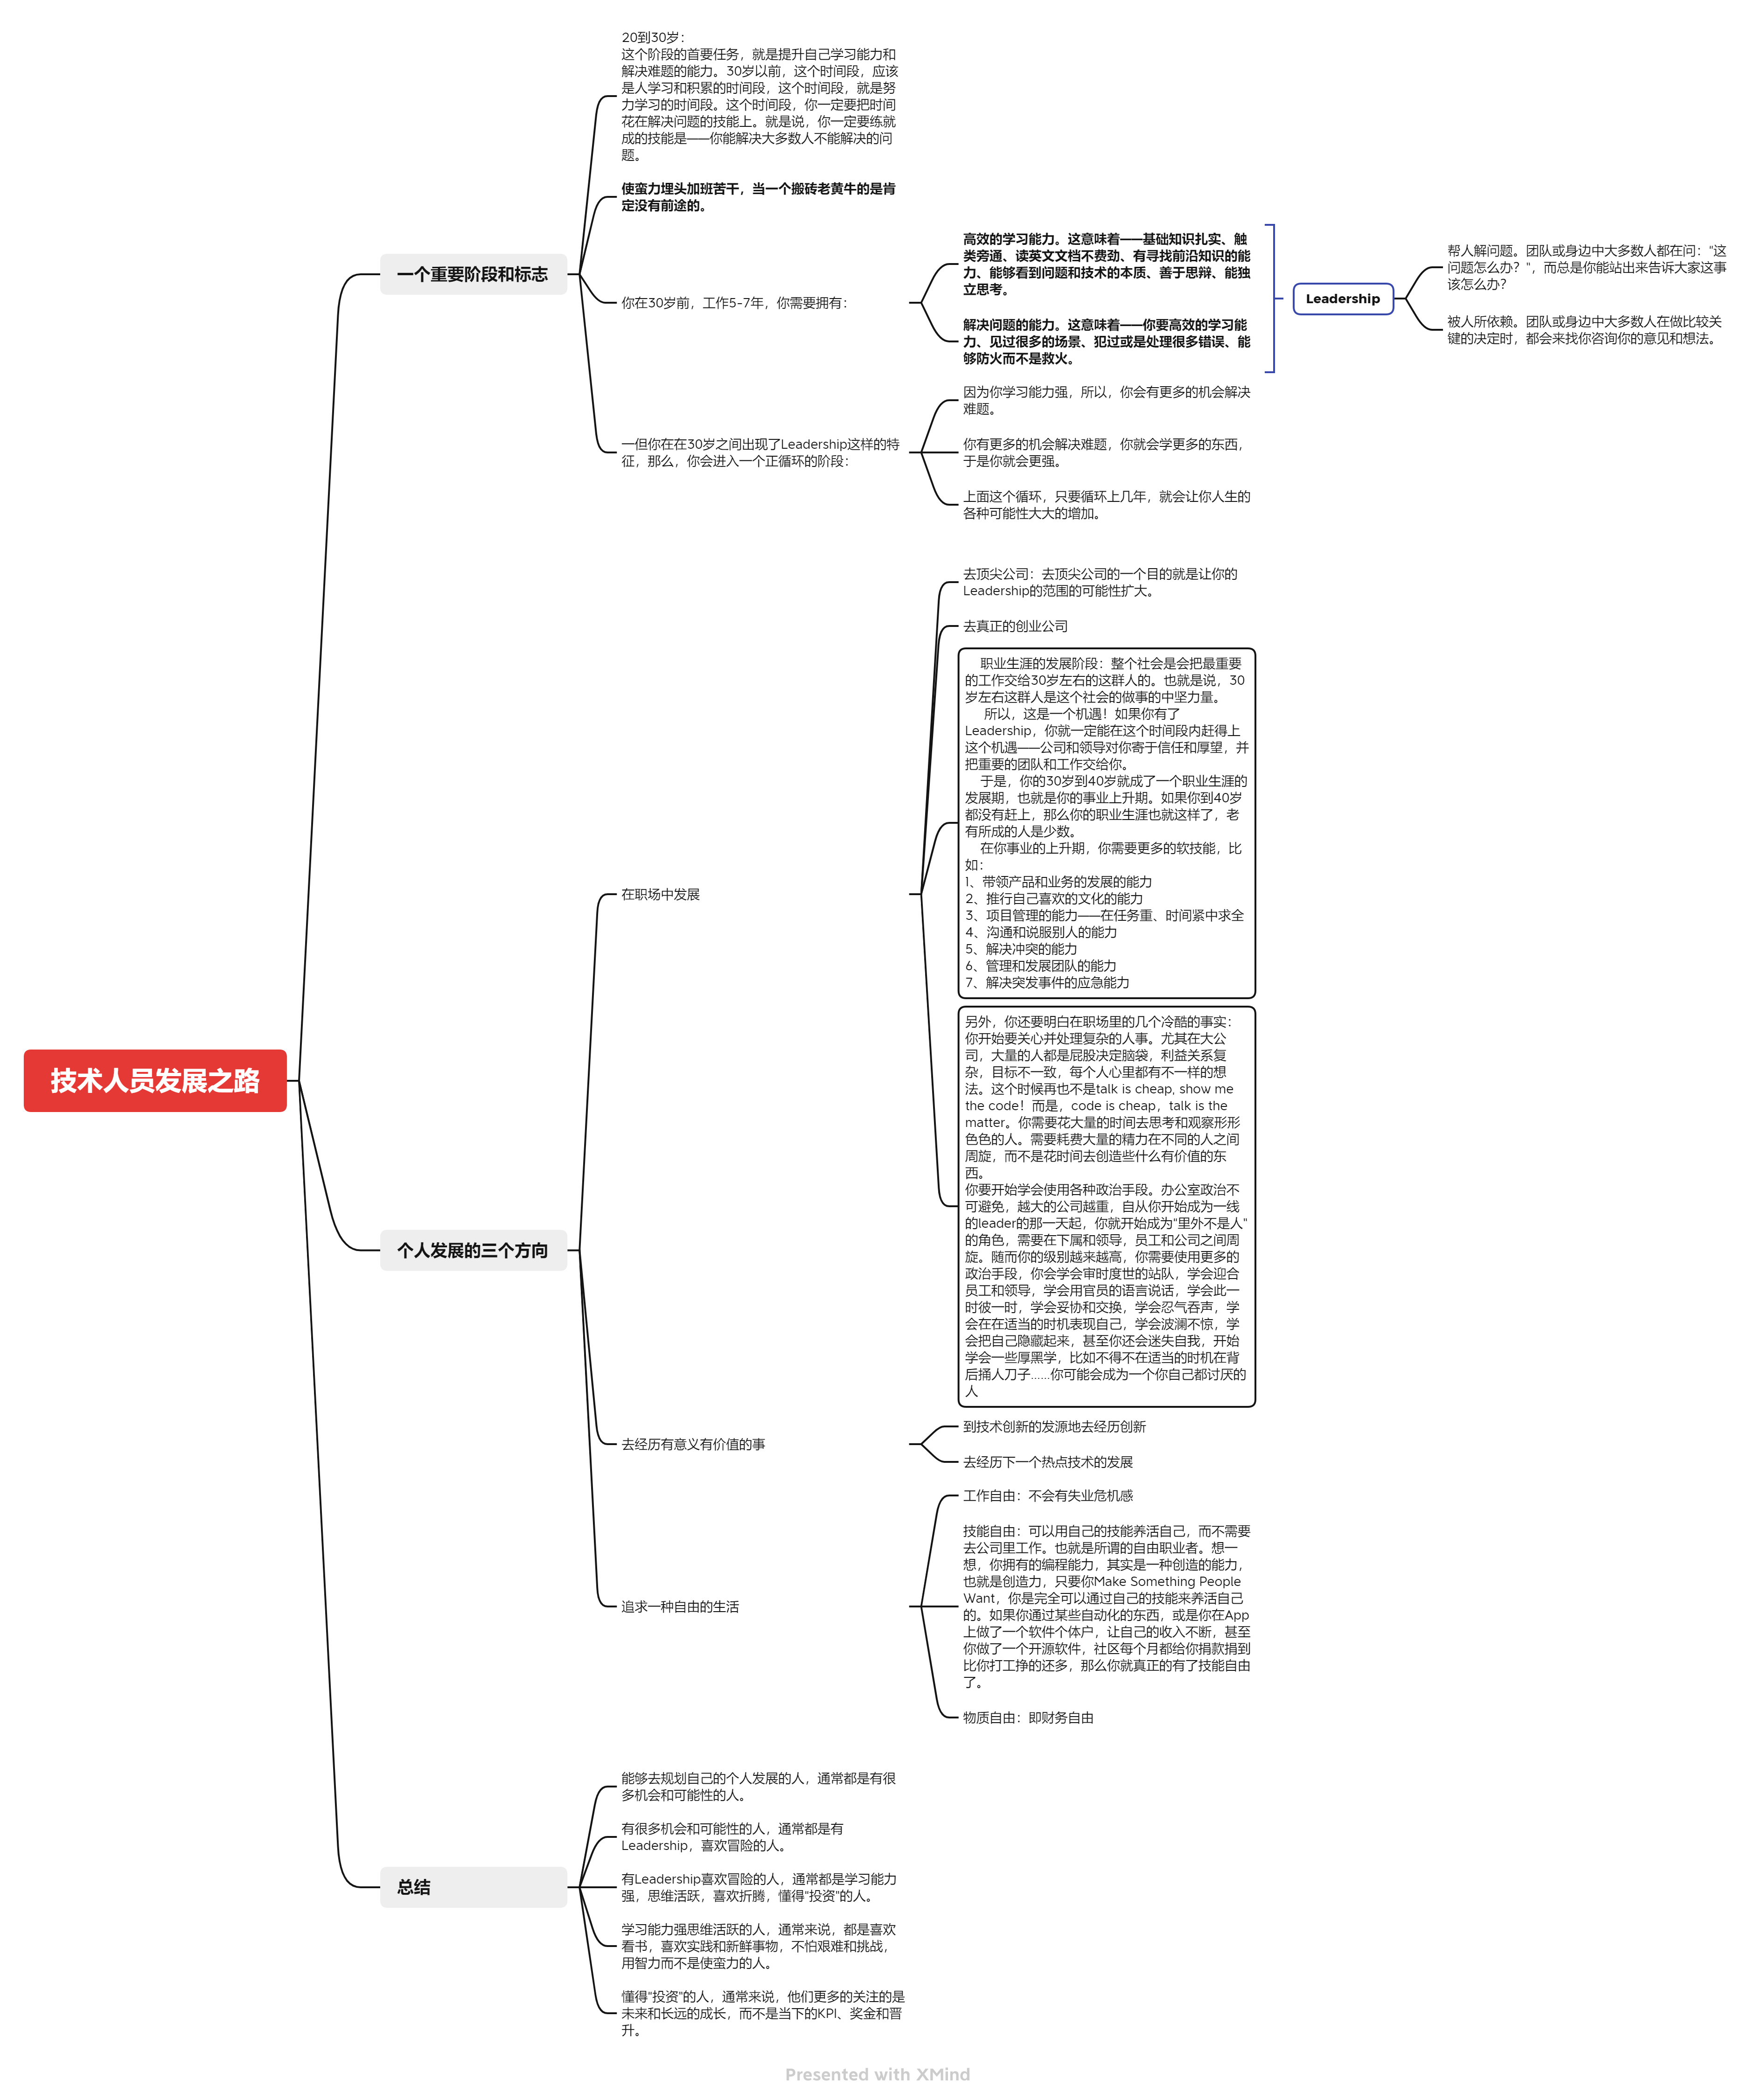 技术人员发展之路
一个重要阶段和标志
20到30岁：
这个阶段的首要任务，就是提升自己学习能力和
解决难题的能力。30岁以前，这个时间段，应该
是人学习和积累的时间段，这个时间段，就是努
力学习的时间段。这个时间段，你一定要把时间
花在解决问题的技能上。就是说，你一定要练就
成的技能是——你能解决大多数人不能解决的问
题。
使蛮力埋头加班苦干，当一个搬砖老黄牛的是肯
定没有前途的。
你在30岁前，工作5-7年，你需要拥有：
高效的学习能力。这意味着——基础知识扎实、触
类旁通、读英文文档不费劲、有寻找前沿知识的能
力、能够看到问题和技术的本质、善于思辩、能独
立思考。
解决问题的能力。这意味着——你要高效的学习能
力、见过很多的场景、犯过或是处理很多错误、能
够防火而不是救火。
Leadership
帮人解问题。团队或身边中大多数人都在问："这
问题怎么办？"，而总是你能站出来告诉大家这事
该怎么办？
被人所依赖。团队或身边中大多数人在做比较关
键的决定时，都会来找你咨询你的意见和想法。
一但你在在30岁之间出现了Leadership这样的特
征，那么，你会进入一个正循环的阶段：
因为你学习能力强，所以，你会有更多的机会解决
难题。
你有更多的机会解决难题，你就会学更多的东西，
于是你就会更强。
上面这个循环，只要循环上几年，就会让你人生的
各种可能性大大的增加。
个人发展的三个方向
在职场中发展
去顶尖公司：去顶尖公司的一个目的就是让你的
Leadership的范围的可能性扩大。
去真正的创业公司
职业生涯的发展阶段：整个社会是会把最重要
的工作交给30岁左右的这群人的。也就是说，30
岁左右这群人是这个社会的做事的中坚力量。
所以，这是一个机遇！如果你有了
Leadership，你就一定能在这个时间段内赶得上
这个机遇——公司和领导对你寄于信任和厚望，并
把重要的团队和工作交给你。
于是，你的30岁到40岁就成了一个职业生涯的
发展期，也就是你的事业上升期。如果你到40岁
都没有赶上，那么你的职业生涯也就这样了，老
有所成的人是少数。
在你事业的上升期，你需要更多的软技能，比
如：
1、带领产品和业务的发展的能力
2、推行自己喜欢的文化的能力
3、项目管理的能力——在任务重、时间紧中求全
4、沟通和说服别人的能力
5、解决冲突的能力
6、管理和发展团队的能力
7、解决突发事件的应急能力
另外，你还要明白在职场里的几个冷酷的事实：
你开始要关心并处理复杂的人事。尤其在大公
司，大量的人都是屁股决定脑袋，利益关系复
杂，目标不一致，每个人心里都有不一样的想
法。这个时候再也不是talk is cheap, show me
the code！而是，code is cheap，talk is the
matter。你需要花大量的时间去思考和观察形形
色色的人。需要耗费大量的精力在不同的人之间
周旋，而不是花时间去创造些什么有价值的东
西。
你要开始学会使用各种政治手段。办公室政治不
可避免，越大的公司越重，自从你开始成为一线
的leader的那一天起，你就开始成为"里外不是人"
的角色，需要在下属和领导，员工和公司之间周
旋。随而你的级别越来越高，你需要使用更多的
政治手段，你会学会审时度世的站队，学会迎合
员工和领导，学会用官员的语言说话，学会此一
时彼一时，学会妥协和交换，学会忍气吞声，学
会在在适当的时机表现自己，学会波澜不惊，学
会把自己隐藏起来，甚至你还会迷失自我，开始
学会一些厚黑学，比如不得不在适当的时机在背
后捅人刀子……你可能会成为一个你自己都讨厌的
人
去经历有意义有价值的事
到技术创新的发源地去经历创新
去经历下一个热点技术的发展
追求一种自由的生活
工作自由：不会有失业危机感
技能自由：可以用自己的技能养活自己，而不需要
去公司里工作。也就是所谓的自由职业者。想一
想，你拥有的编程能力，其实是一种创造的能力，
也就是创造力，只要你Make Something People
Want，你是完全可以通过自己的技能来养活自己
的。如果你通过某些自动化的东西，或是你在App
上做了一个软件个体户，让自己的收入不断，甚至
你做了一个开源软件，社区每个月都给你捐款捐到
比你打工挣的还多，那么你就真正的有了技能自由
了。
物质自由：即财务自由
总结
能够去规划自己的个人发展的人，通常都是有很
多机会和可能性的人。
有很多机会和可能性的人，通常都是有
Leadership，喜欢冒险的人。
有Leadership喜欢冒险的人，通常都是学习能力
强，思维活跃，喜欢折腾，懂得"投资"的人。
学习能力强思维活跃的人，通常来说，都是喜欢
看书，喜欢实践和新鲜事物，不怕艰难和挑战，
用智力而不是使蛮力的人。
懂得"投资"的人，通常来说，他们更多的关注的是
未来和长远的成长，而不是当下的KPI、奖金和晋
升。
Presented with XMind